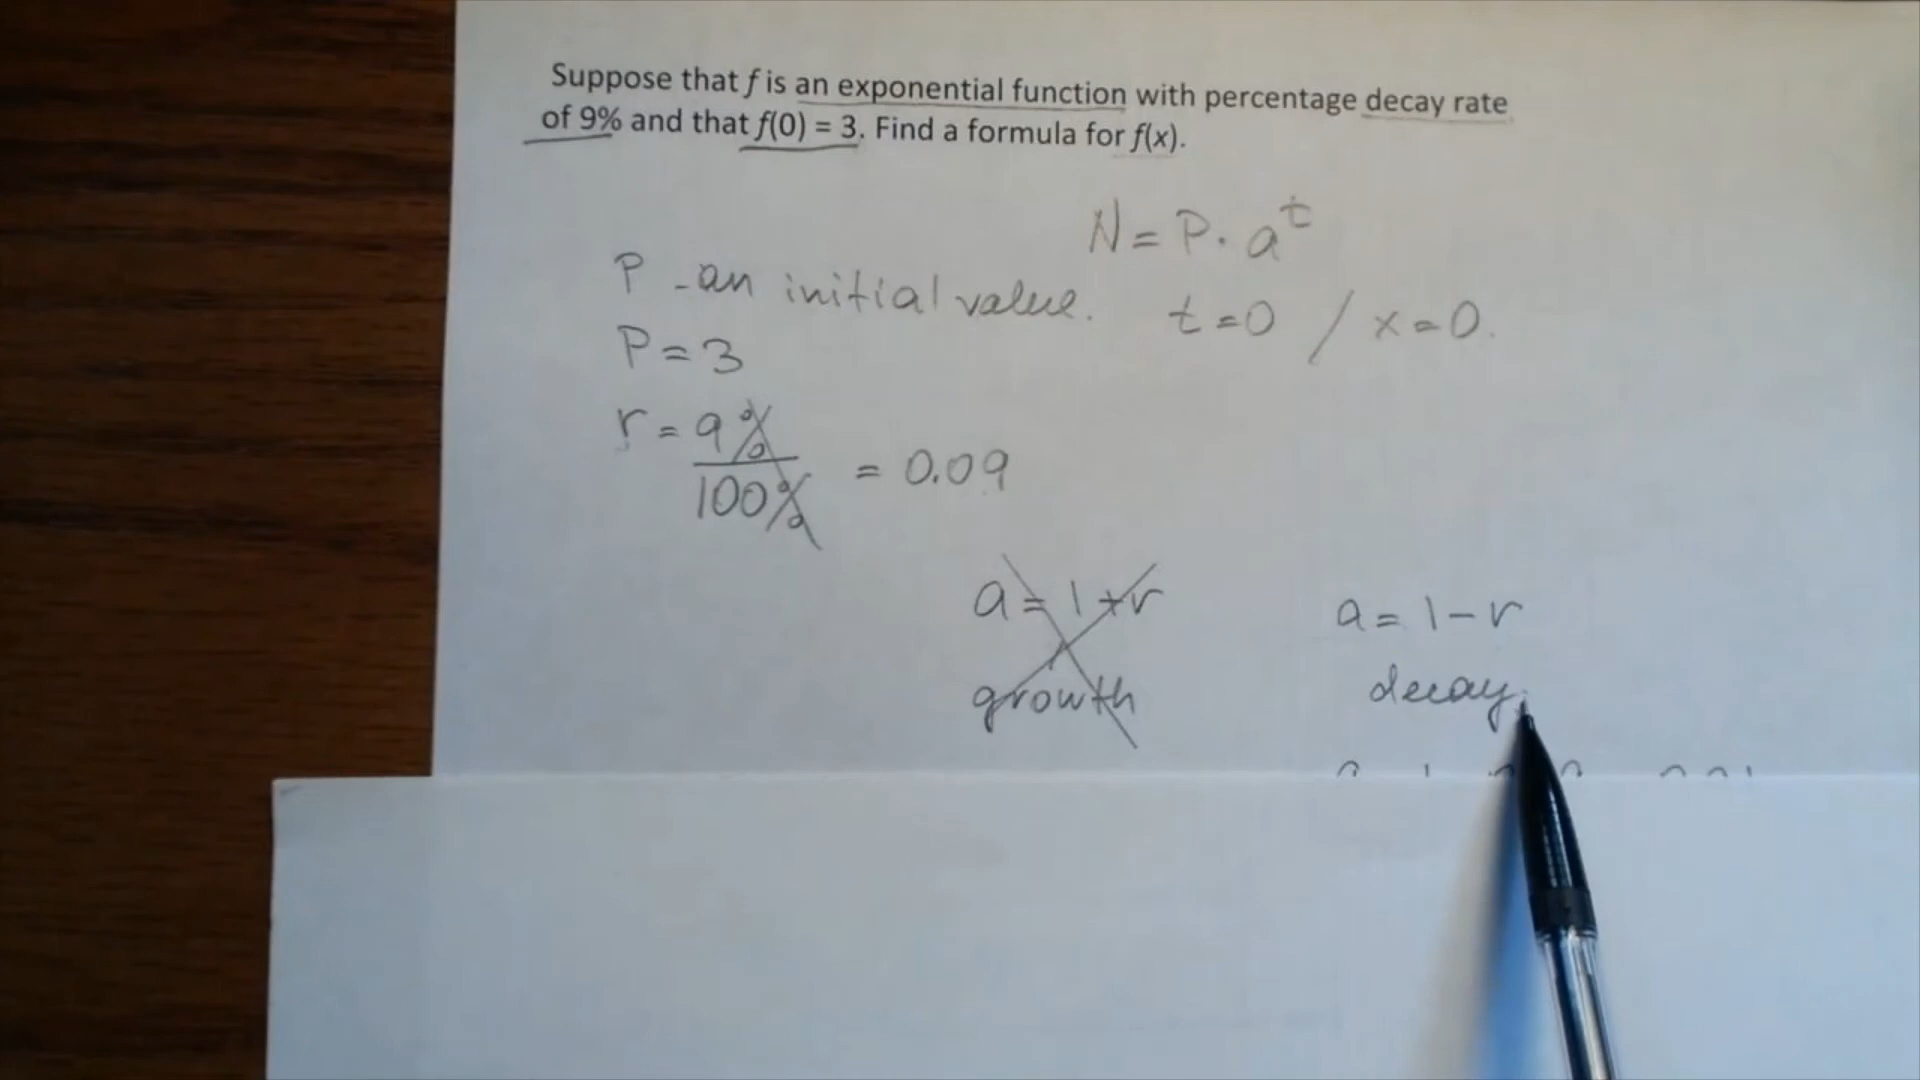 Suppose that f is an exponential function with percentage decay rate
of 9% and that f(0) = 3. Find a formula for f(x).
N = P · a^t
P - an initial value. t = 0 / x = 0.
P = 3
r = 9% / 100% = 0.09
a = 1 + r
a = 1 - r
growth
decay